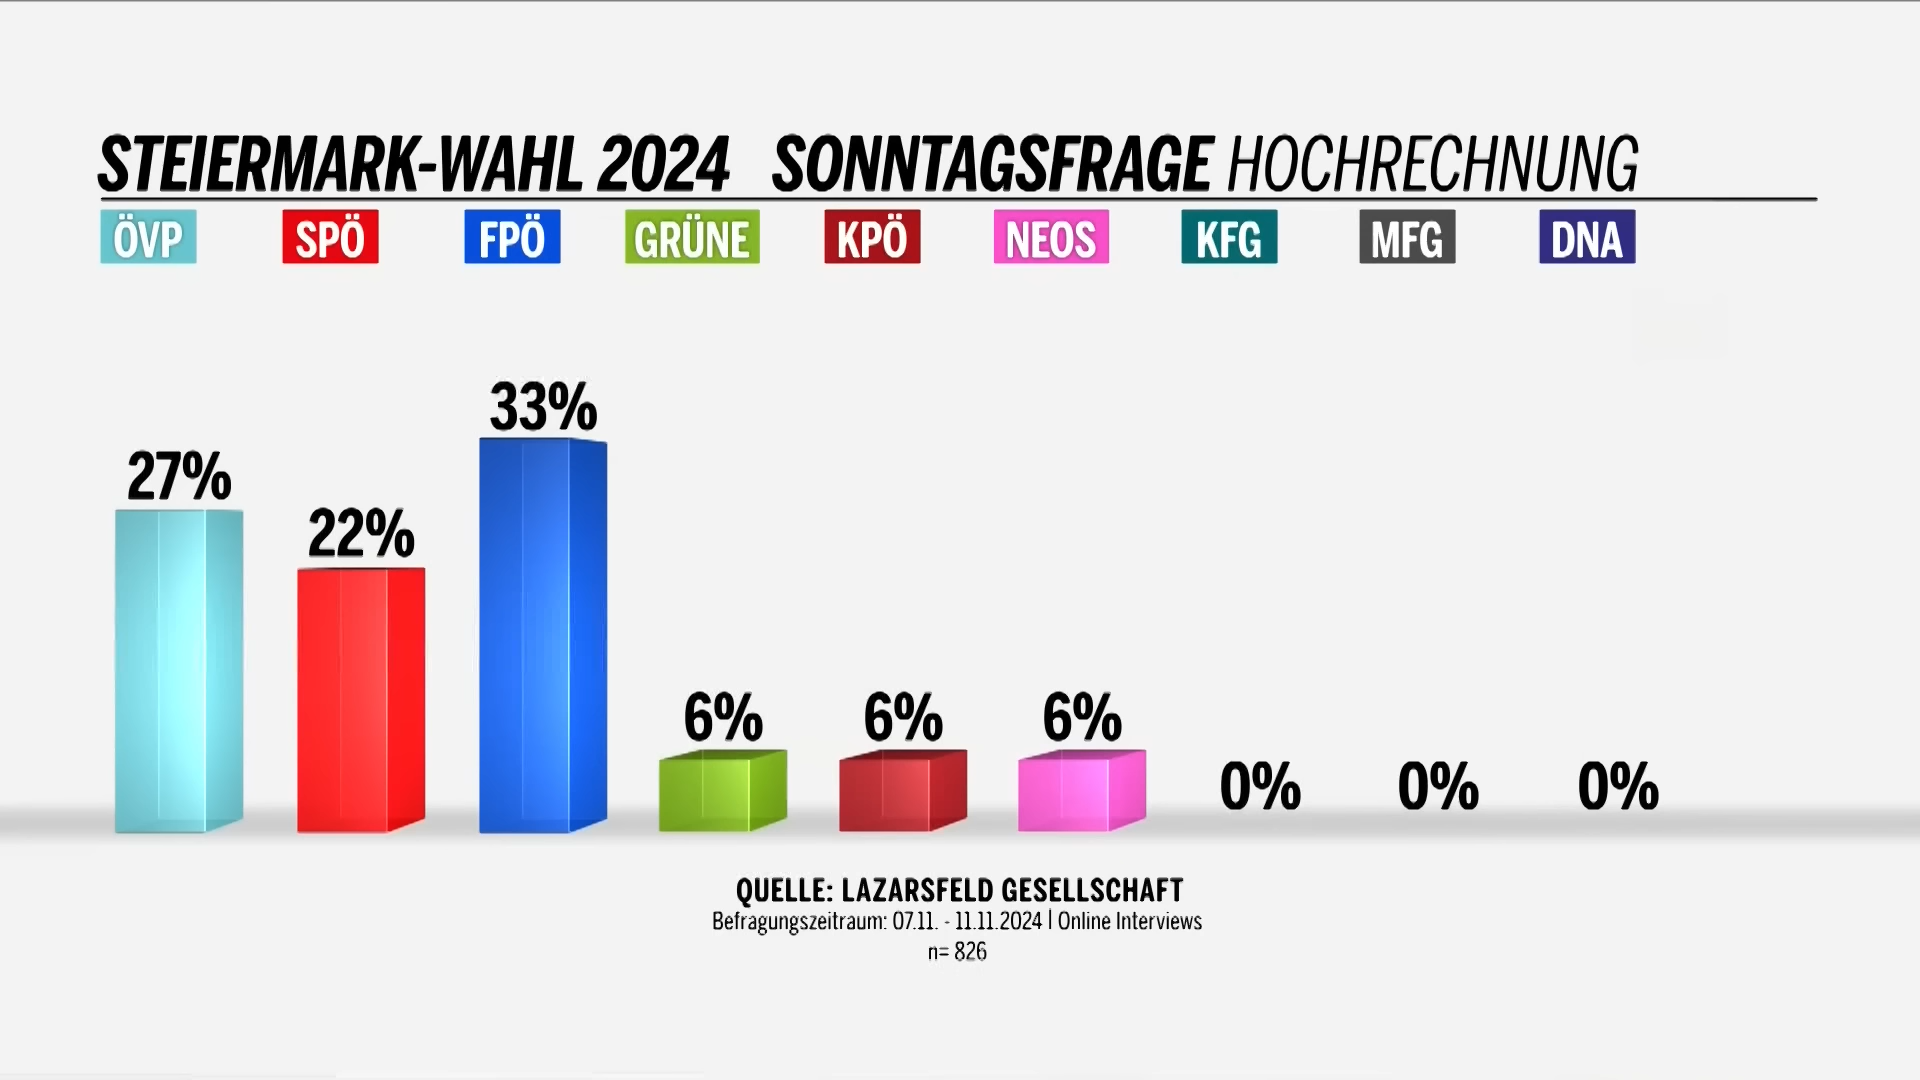 STEIERMARK-WAHL 2024 SONNTAGSFRAGE HOCHRECHNUNG
ÖVP SPÖ FPÖ GRÜNE KPÖ NEOS KFG MFG DNA
27% 22% 33% 6% 6% 6% 0% 0% 0%
QUELLE: LAZARSFELD GESELLSCHAFT
Befragungszeitraum: 07.11. - 11.11.2024 | Online Interviews
n= 826